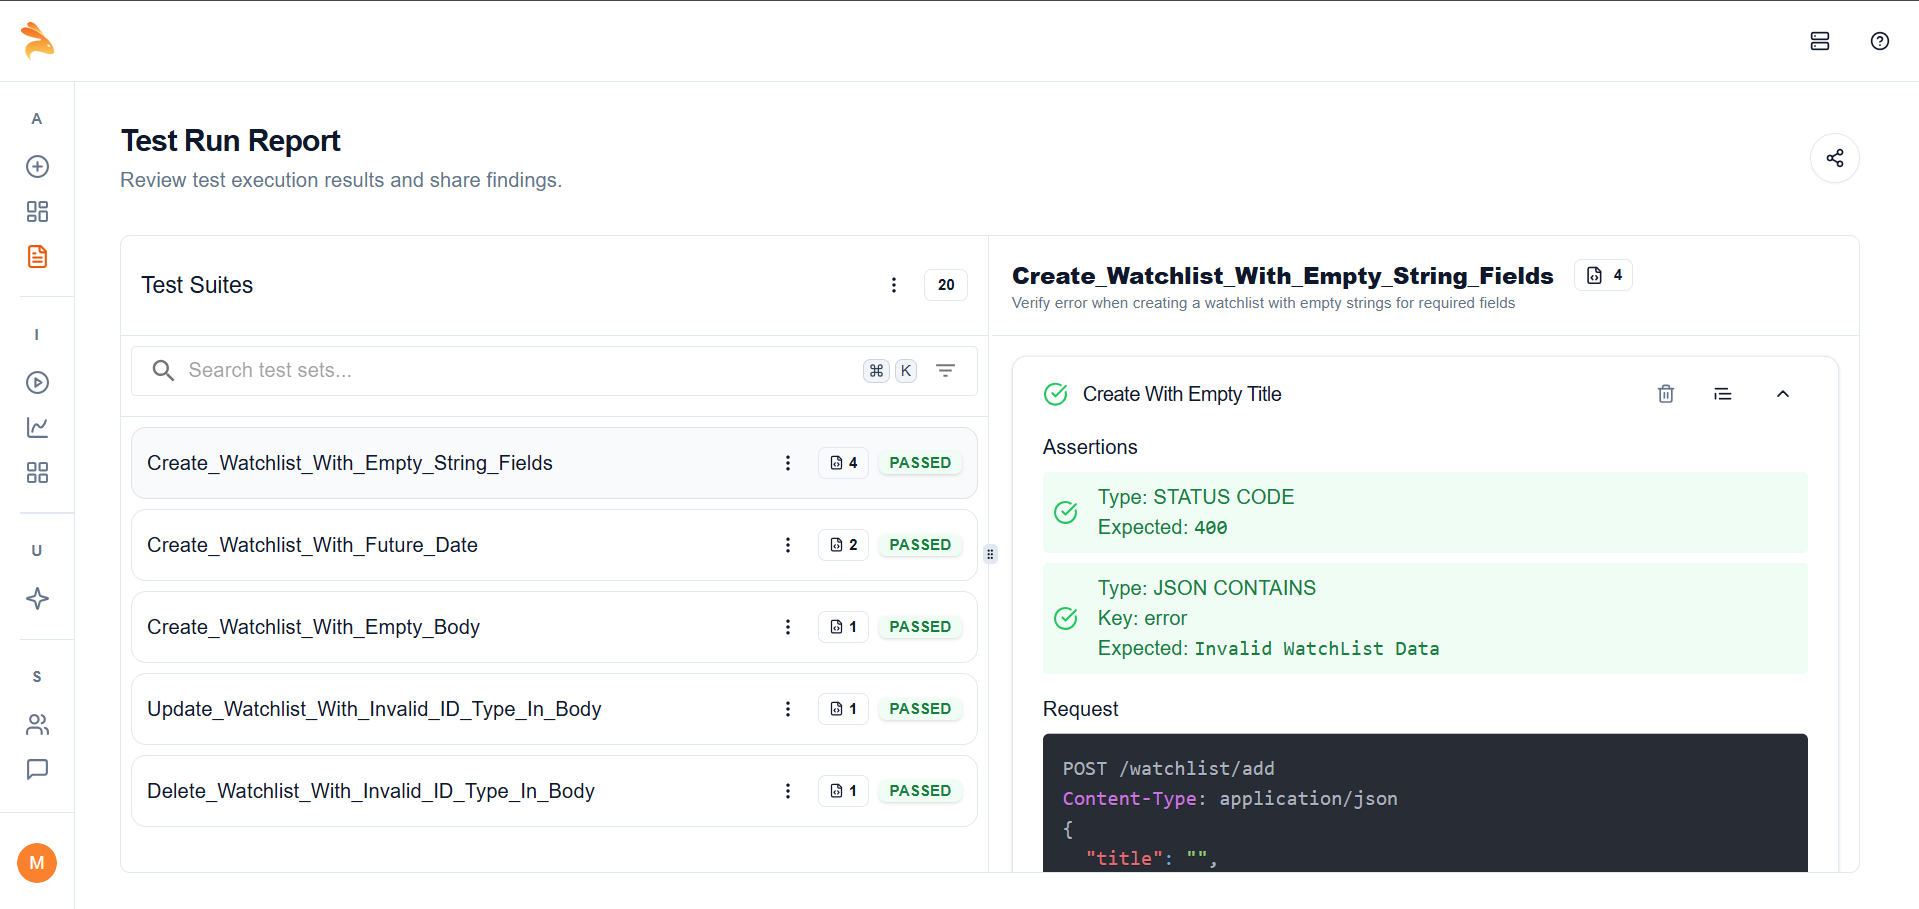 A
I
U
S
M
Test Run Report
Review test execution results and share findings.
Test Suites
20
Search test sets...
⌘ K
Create_Watchlist_With_Empty_String_Fields 4 PASSED
Create_Watchlist_With_Future_Date 2 PASSED
Create_Watchlist_With_Empty_Body 1 PASSED
Update_Watchlist_With_Invalid_ID_Type_In_Body 1 PASSED
Delete_Watchlist_With_Invalid_ID_Type_In_Body 1 PASSED
Create_Watchlist_With_Empty_String_Fields 4
Verify error when creating a watchlist with empty strings for required fields
Create With Empty Title
Assertions
Type: STATUS CODE
Expected: 400
Type: JSON CONTAINS
Key: error
Expected: Invalid WatchList Data
Request
POST /watchlist/add
Content-Type: application/json
{
"title": "",